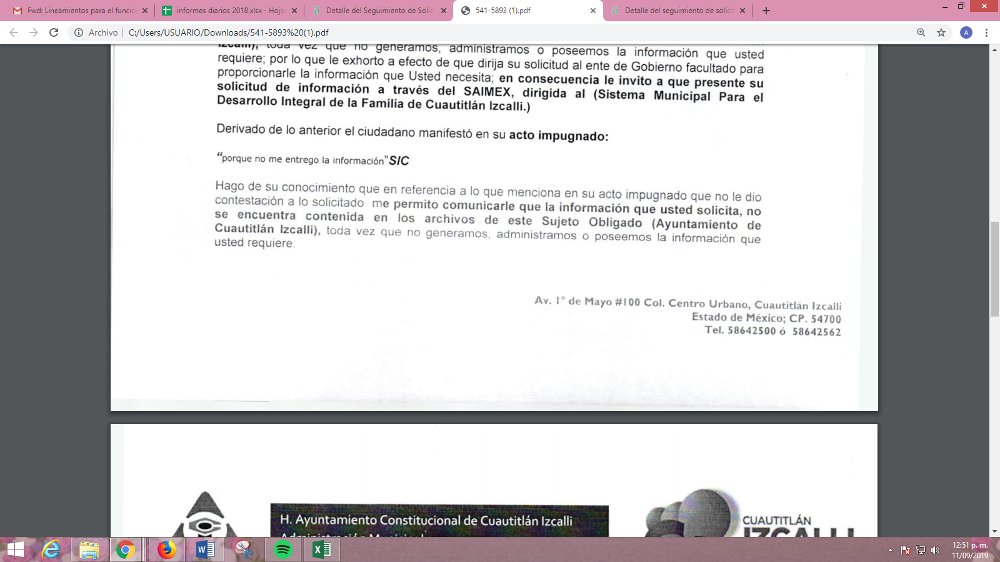 Fwd: Lineamientos para el funcio
informes diarios 2018.xlsx - Hoja
Detalle del Seguimiento de Solic
541-5893 (1).pdf
Detalle del seguimiento de solicit
Archivo
C:/Users/USUARIO/Downloads/541-5893%20(1).pdf
A
Izcalli), toda vez que no generamos, administramos o poseemos la información que usted
requiere; por lo que le exhorto a efecto de que dirija su solicitud al ente de Gobierno facultado para
proporcionarle la información que Usted necesita; en consecuencia le invito a que presente su
solicitud de información a través del SAIMEX, dirigida al (Sistema Municipal Para el
Desarrollo Integral de la Familia de Cuautitlán Izcalli.)
Derivado de lo anterior el ciudadano manifestó en su acto impugnado:
“porque no me entrego la información” SIC
Hago de su conocimiento que en referencia a lo que menciona en su acto impugnado que no le dio
contestación a lo solicitado me permito comunicarle que la información que usted solicita, no
se encuentra contenida en los archivos de este Sujeto Obligado (Ayuntamiento de
Cuautitlán Izcalli), toda vez que no generamos, administramos o poseemos la información que
usted requiere.
Av. 1° de Mayo #100 Col. Centro Urbano, Cuautitlán Izcalli
Estado de México; CP. 54700
Tel. 58642500 ó 58642562
H. Ayuntamiento Constitucional de Cuautitlán Izcalli
Administración Municipal
CUAUTITLÁN
IZCALLI
12:51 p. m.
11/09/2019